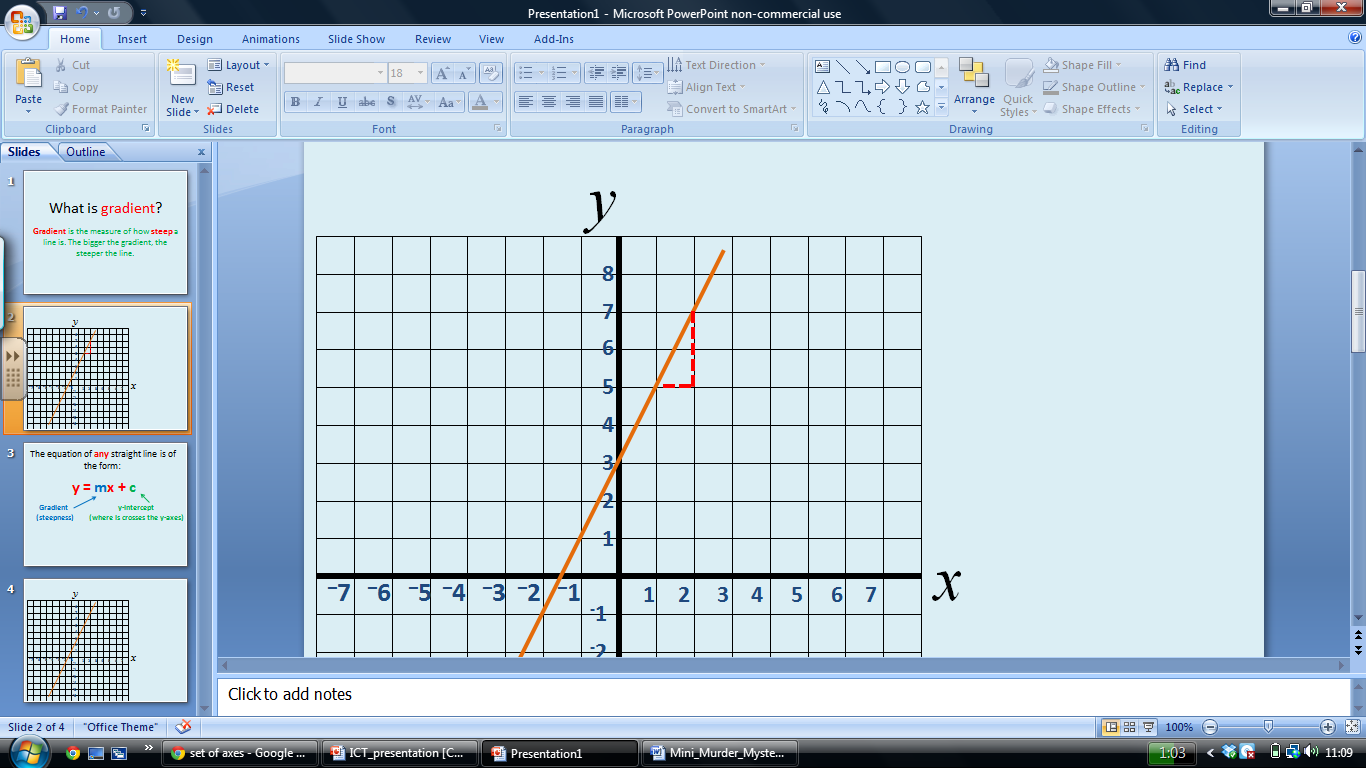 Presentation1 - Microsoft PowerPoint non-commercial use
Home Insert Design Animations Slide Show Review View Add-Ins
Paste
Cut
Copy
Format Painter
Clipboard
New
Slide
Layout
Reset
Delete
Slides
18
B I U abc S AV Aa A
Font
Text Direction
Align Text
Convert to SmartArt
Paragraph
Arrange
Quick
Styles
Shape Fill
Shape Outline
Shape Effects
Drawing
Find
Replace
Select
Editing
Slides Outline x
1
What is gradient?
Gradient is the measure of how steep a
line is. The bigger the gradient, the
steeper the line.
2
y
x
3
The equation of any straight line is of
the form:
y = mx + c
Gradient
(steepness)
y-intercept
(where is crosses the y-axes)
4
y
x
y
8
7
6
5
4
3
2
1
-7 -6 -5 -4 -3 -2 -1 1 2 3 4 5 6 7
x
-1
-2
Click to add notes
Slide 2 of 4 "Office Theme" 100%
set of axes - Google ... ICT_presentation [C... Presentation1 Mini_Murder_Myste... 1:03 11:09